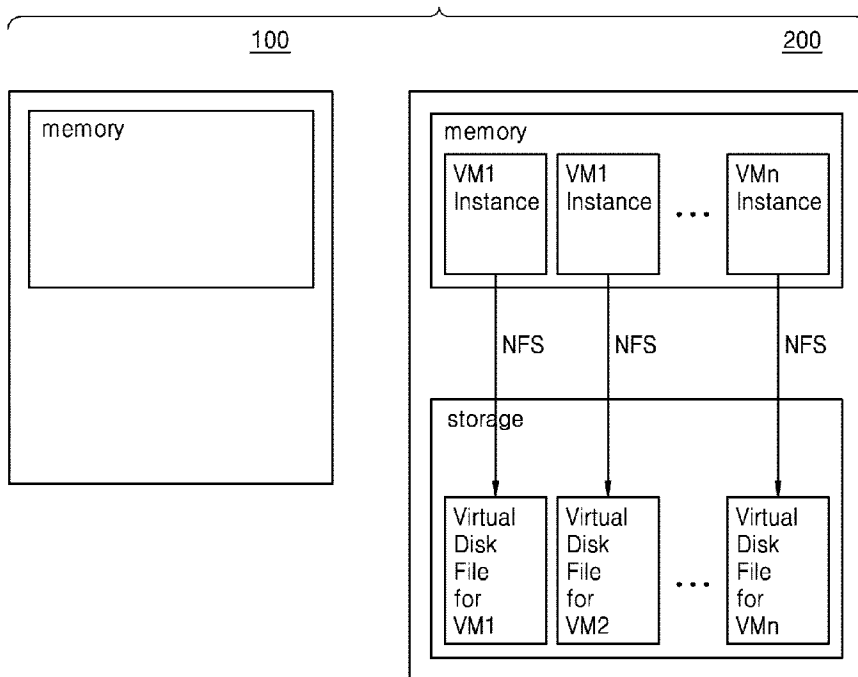 100
200
memory
memory
VM1
Instance
VM1
Instance
...
VMn
Instance
NFS
NFS
NFS
storage
Virtual
Disk
File
for
VM1
Virtual
Disk
File
for
VM2
...
Virtual
Disk
File
for
VMn